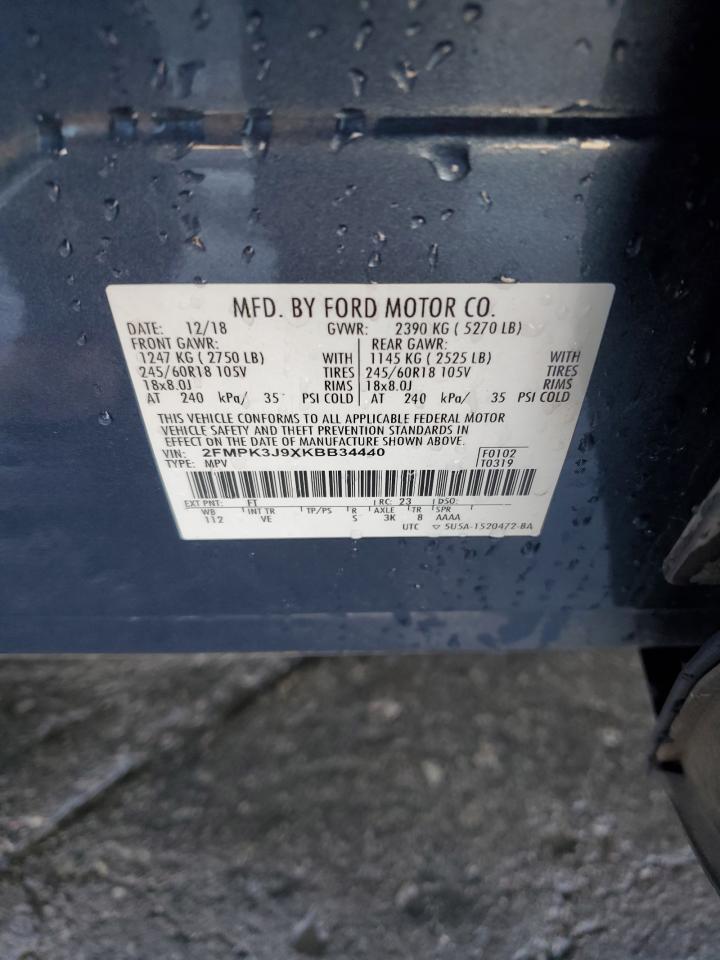 MFD. BY FORD MOTOR CO.
DATE: 12/18 GVWR: 2390 KG ( 5270 LB)
FRONT GAWR: REAR GAWR:
1247 KG ( 2750 LB) WITH 1145 KG ( 2525 LB) WITH
245/60R18 105V TIRES 245/60R18 105V TIRES
18x8.0J RIMS 18x8.0J RIMS
AT 240 kPa/ 35 PSI COLD AT 240 kPa/ 35 PSI COLD
THIS VEHICLE CONFORMS TO ALL APPLICABLE FEDERAL MOTOR
VEHICLE SAFETY AND THEFT PREVENTION STANDARDS IN
EFFECT ON THE DATE OF MANUFACTURE SHOWN ABOVE.
VIN: 2FMPK3J9XKBB34440 F0102
TYPE: MPV T0319
EXT PNT: FT RC: 23 DSO:
WB INT TR TP/PS R AXLE TR SPR
112 VE S 3K 8 AAAA
UTC ▽ 5U5A-1520472-BA